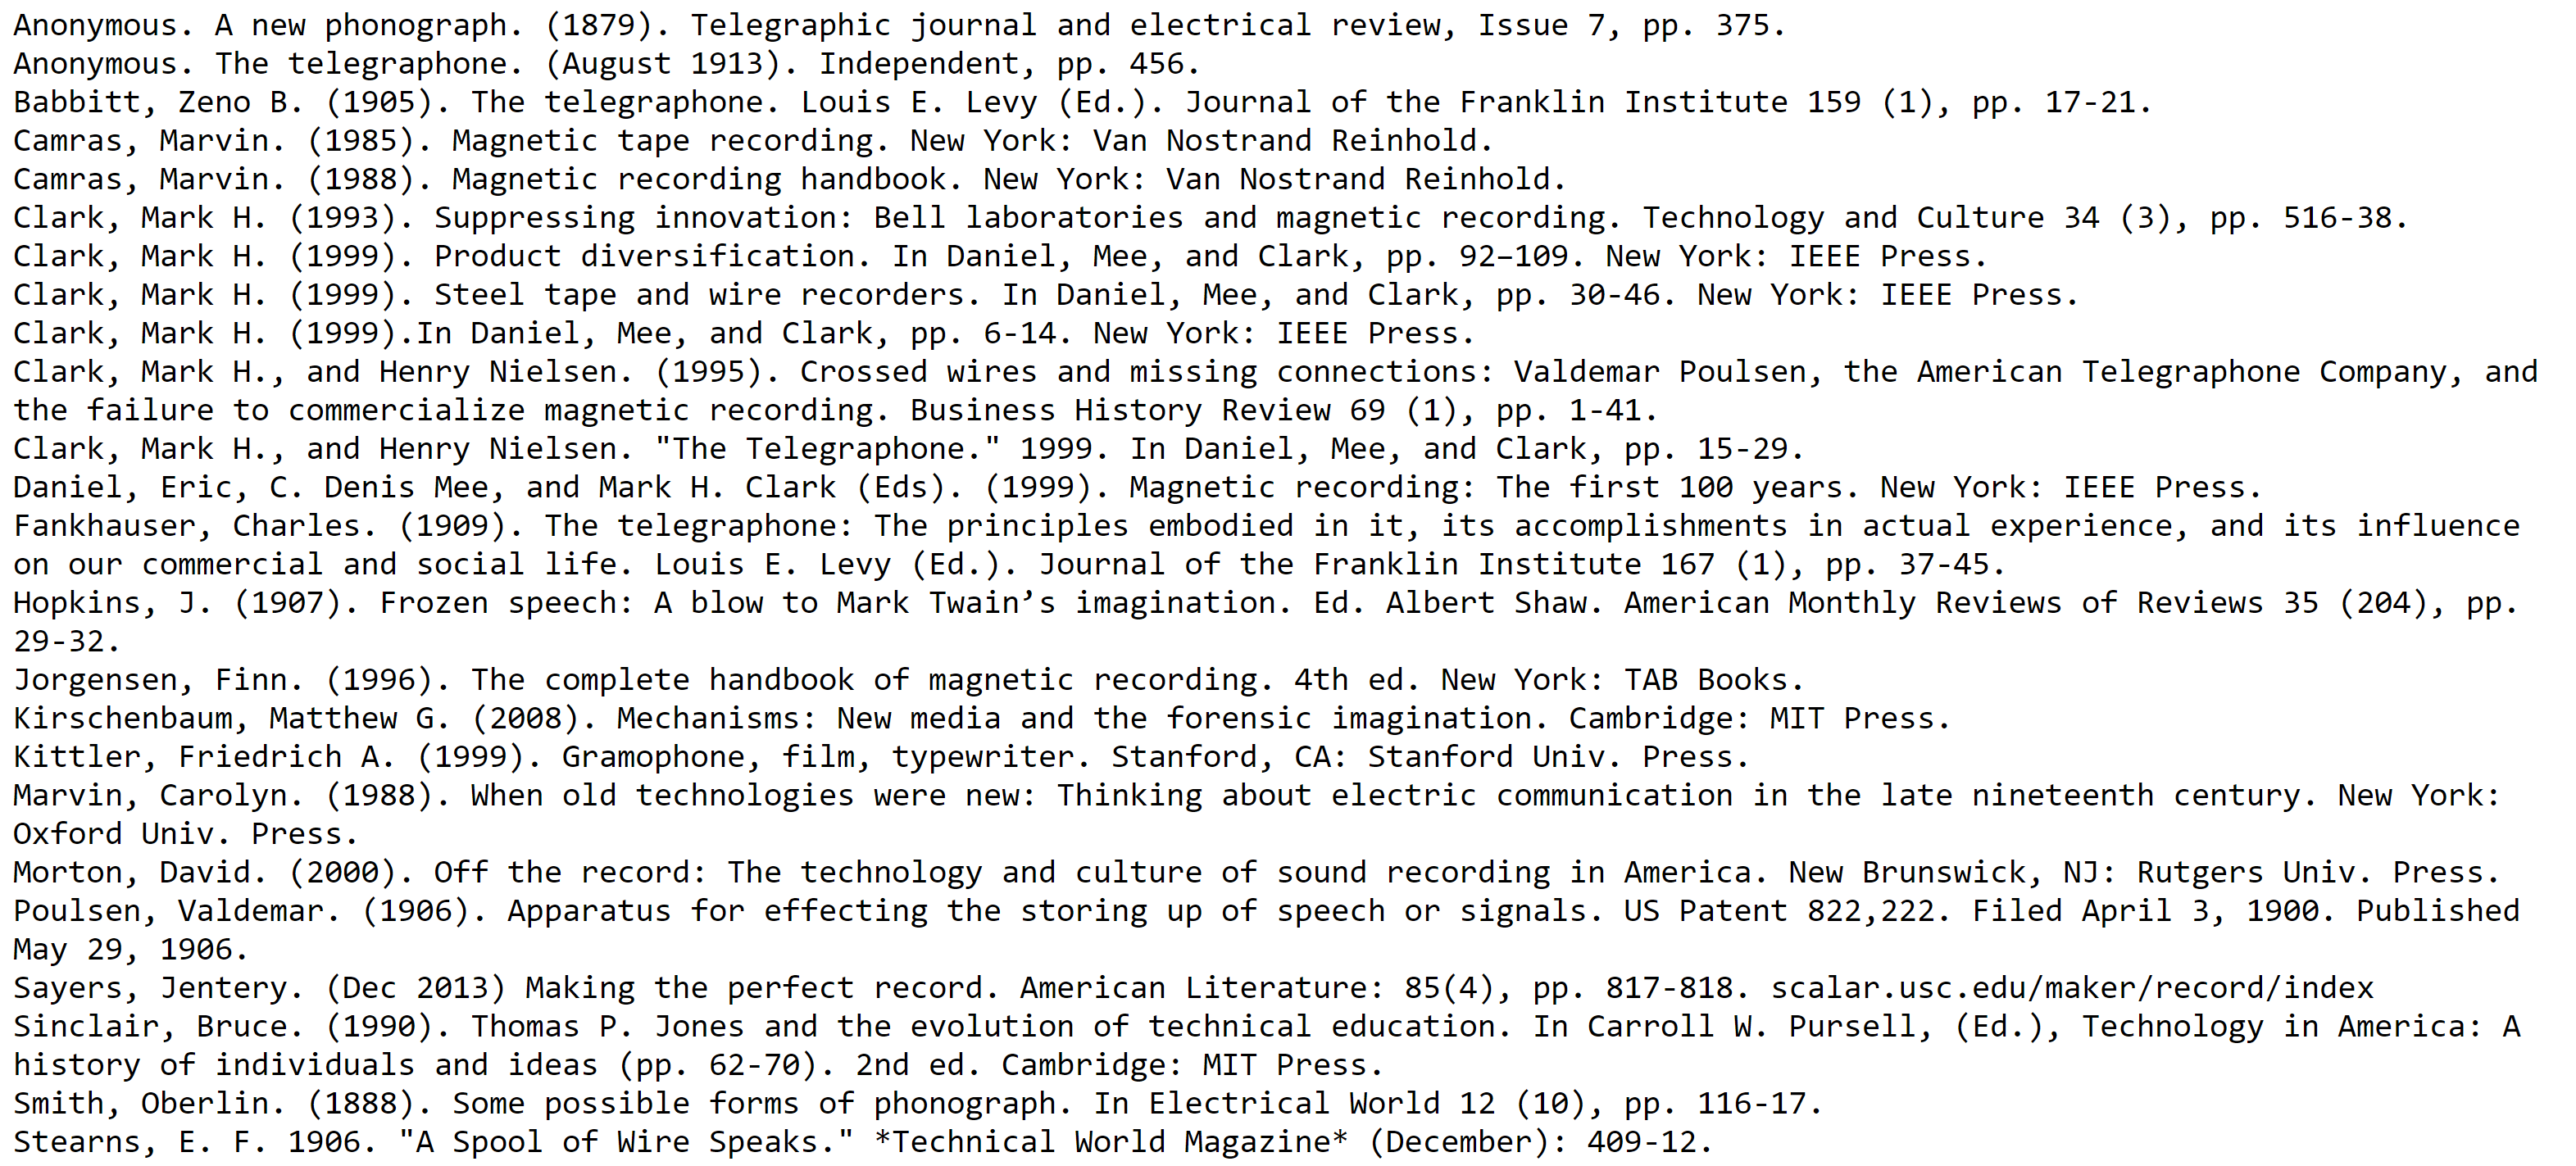 Anonymous. A new phonograph. (1879). Telegraphic journal and electrical review, Issue 7, pp. 375.
Anonymous. The telegraphone. (August 1913). Independent, pp. 456.
Babbitt, Zeno B. (1905). The telegraphone. Louis E. Levy (Ed.). Journal of the Franklin Institute 159 (1), pp. 17-21.
Camras, Marvin. (1985). Magnetic tape recording. New York: Van Nostrand Reinhold.
Camras, Marvin. (1988). Magnetic recording handbook. New York: Van Nostrand Reinhold.
Clark, Mark H. (1993). Suppressing innovation: Bell laboratories and magnetic recording. Technology and Culture 34 (3), pp. 516-38.
Clark, Mark H. (1999). Product diversification. In Daniel, Mee, and Clark, pp. 92–109. New York: IEEE Press.
Clark, Mark H. (1999). Steel tape and wire recorders. In Daniel, Mee, and Clark, pp. 30-46. New York: IEEE Press.
Clark, Mark H. (1999).In Daniel, Mee, and Clark, pp. 6-14. New York: IEEE Press.
Clark, Mark H., and Henry Nielsen. (1995). Crossed wires and missing connections: Valdemar Poulsen, the American Telegraphone Company, and
the failure to commercialize magnetic recording. Business History Review 69 (1), pp. 1-41.
Clark, Mark H., and Henry Nielsen. "The Telegraphone." 1999. In Daniel, Mee, and Clark, pp. 15-29.
Daniel, Eric, C. Denis Mee, and Mark H. Clark (Eds). (1999). Magnetic recording: The first 100 years. New York: IEEE Press.
Fankhauser, Charles. (1909). The telegraphone: The principles embodied in it, its accomplishments in actual experience, and its influence
on our commercial and social life. Louis E. Levy (Ed.). Journal of the Franklin Institute 167 (1), pp. 37-45.
Hopkins, J. (1907). Frozen speech: A blow to Mark Twain’s imagination. Ed. Albert Shaw. American Monthly Reviews of Reviews 35 (204), pp.
29-32.
Jorgensen, Finn. (1996). The complete handbook of magnetic recording. 4th ed. New York: TAB Books.
Kirschenbaum, Matthew G. (2008). Mechanisms: New media and the forensic imagination. Cambridge: MIT Press.
Kittler, Friedrich A. (1999). Gramophone, film, typewriter. Stanford, CA: Stanford Univ. Press.
Marvin, Carolyn. (1988). When old technologies were new: Thinking about electric communication in the late nineteenth century. New York:
Oxford Univ. Press.
Morton, David. (2000). Off the record: The technology and culture of sound recording in America. New Brunswick, NJ: Rutgers Univ. Press.
Poulsen, Valdemar. (1906). Apparatus for effecting the storing up of speech or signals. US Patent 822,222. Filed April 3, 1900. Published
May 29, 1906.
Sayers, Jentery. (Dec 2013) Making the perfect record. American Literature: 85(4), pp. 817-818. scalar.usc.edu/maker/record/index
Sinclair, Bruce. (1990). Thomas P. Jones and the evolution of technical education. In Carroll W. Pursell, (Ed.), Technology in America: A
history of individuals and ideas (pp. 62-70). 2nd ed. Cambridge: MIT Press.
Smith, Oberlin. (1888). Some possible forms of phonograph. In Electrical World 12 (10), pp. 116-17.
Stearns, E. F. 1906. "A Spool of Wire Speaks." *Technical World Magazine* (December): 409-12.